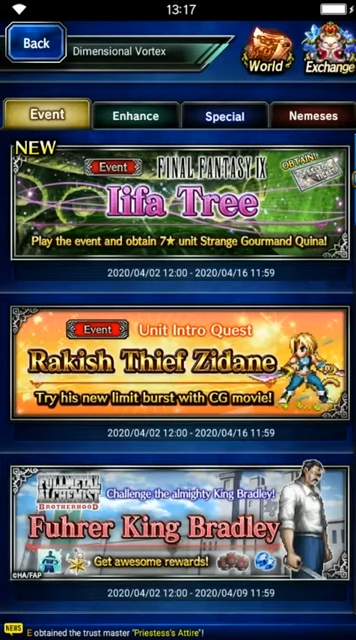 13:17
Back
Dimensional Vortex
World
Exchange
Event
Enhance
Special
Nemeses
NEW
Event
FINAL FANTASY IX
OBTAIN!!
Iifa Tree
Play the event and obtain 7★ unit Strange Gourmand Quina!
2020/04/02 12:00 - 2020/04/16 11:59
Event
Unit Intro Quest
Rakish Thief Zidane
Try his new limit burst with CG movie!
2020/04/02 12:00 - 2020/04/16 11:59
FULLMETAL
ALCHEMIST
BROTHERHOOD
Challenge the almighty King Bradley!
Fuhrer King Bradley
Get awesome rewards!
©HA/FAP
2020/04/02 12:00 - 2020/04/09 11:59
NEWS
E obtained the trust master "Priestess's Attire"!